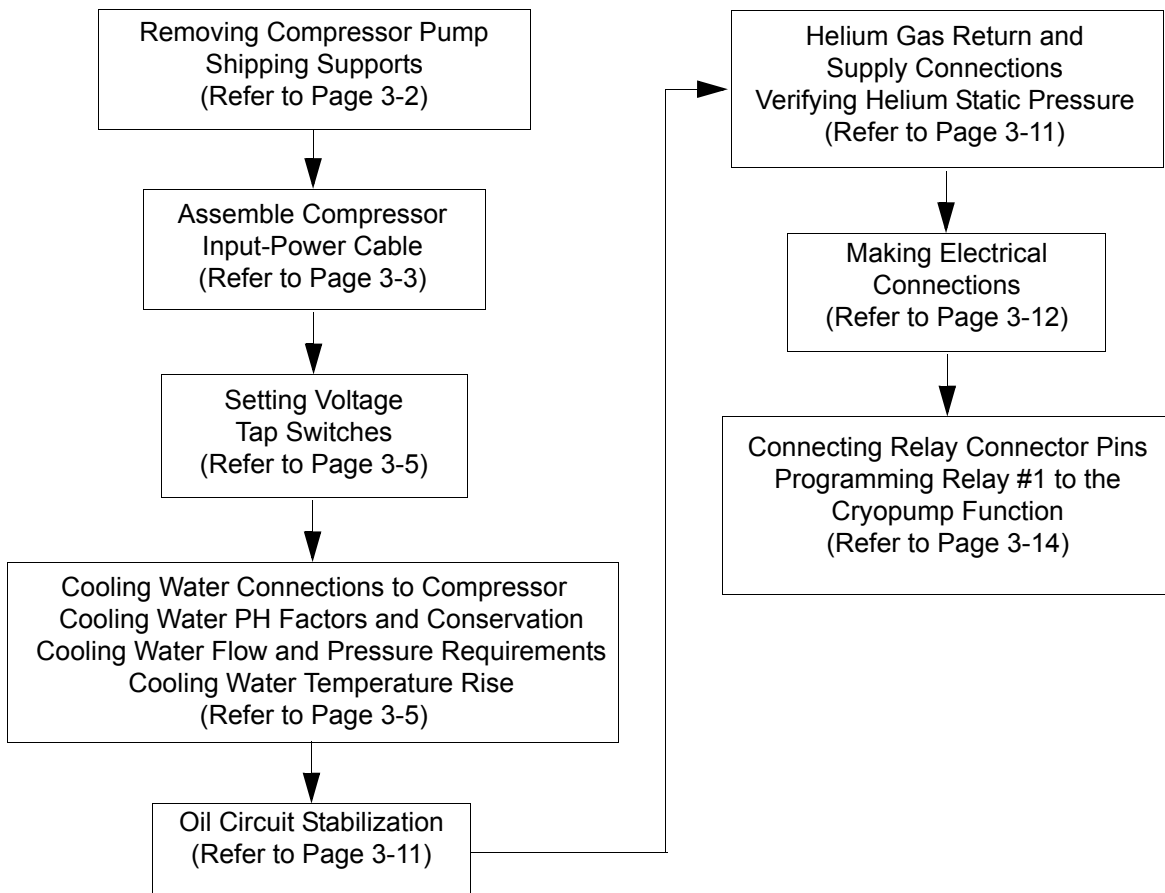 Removing Compressor Pump
Shipping Supports
(Refer to Page 3-2)
Assemble Compressor
Input-Power Cable
(Refer to Page 3-3)
Setting Voltage
Tap Switches
(Refer to Page 3-5)
Cooling Water Connections to Compressor
Cooling Water PH Factors and Conservation
Cooling Water Flow and Pressure Requirements
Cooling Water Temperature Rise
(Refer to Page 3-5)
Oil Circuit Stabilization
(Refer to Page 3-11)
Helium Gas Return and
Supply Connections
Verifying Helium Static Pressure
(Refer to Page 3-11)
Making Electrical
Connections
(Refer to Page 3-12)
Connecting Relay Connector Pins
Programming Relay #1 to the
Cryopump Function
(Refer to Page 3-14)